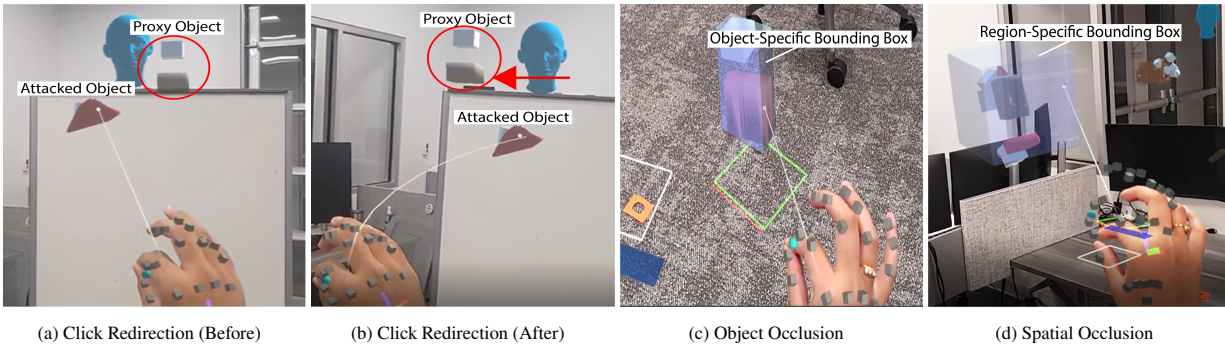 Proxy Object
Attacked Object
Proxy Object
Attacked Object
Object-Specific Bounding Box
Region-Specific Bounding Box
(a) Click Redirection (Before)
(b) Click Redirection (After)
(c) Object Occlusion
(d) Spatial Occlusion